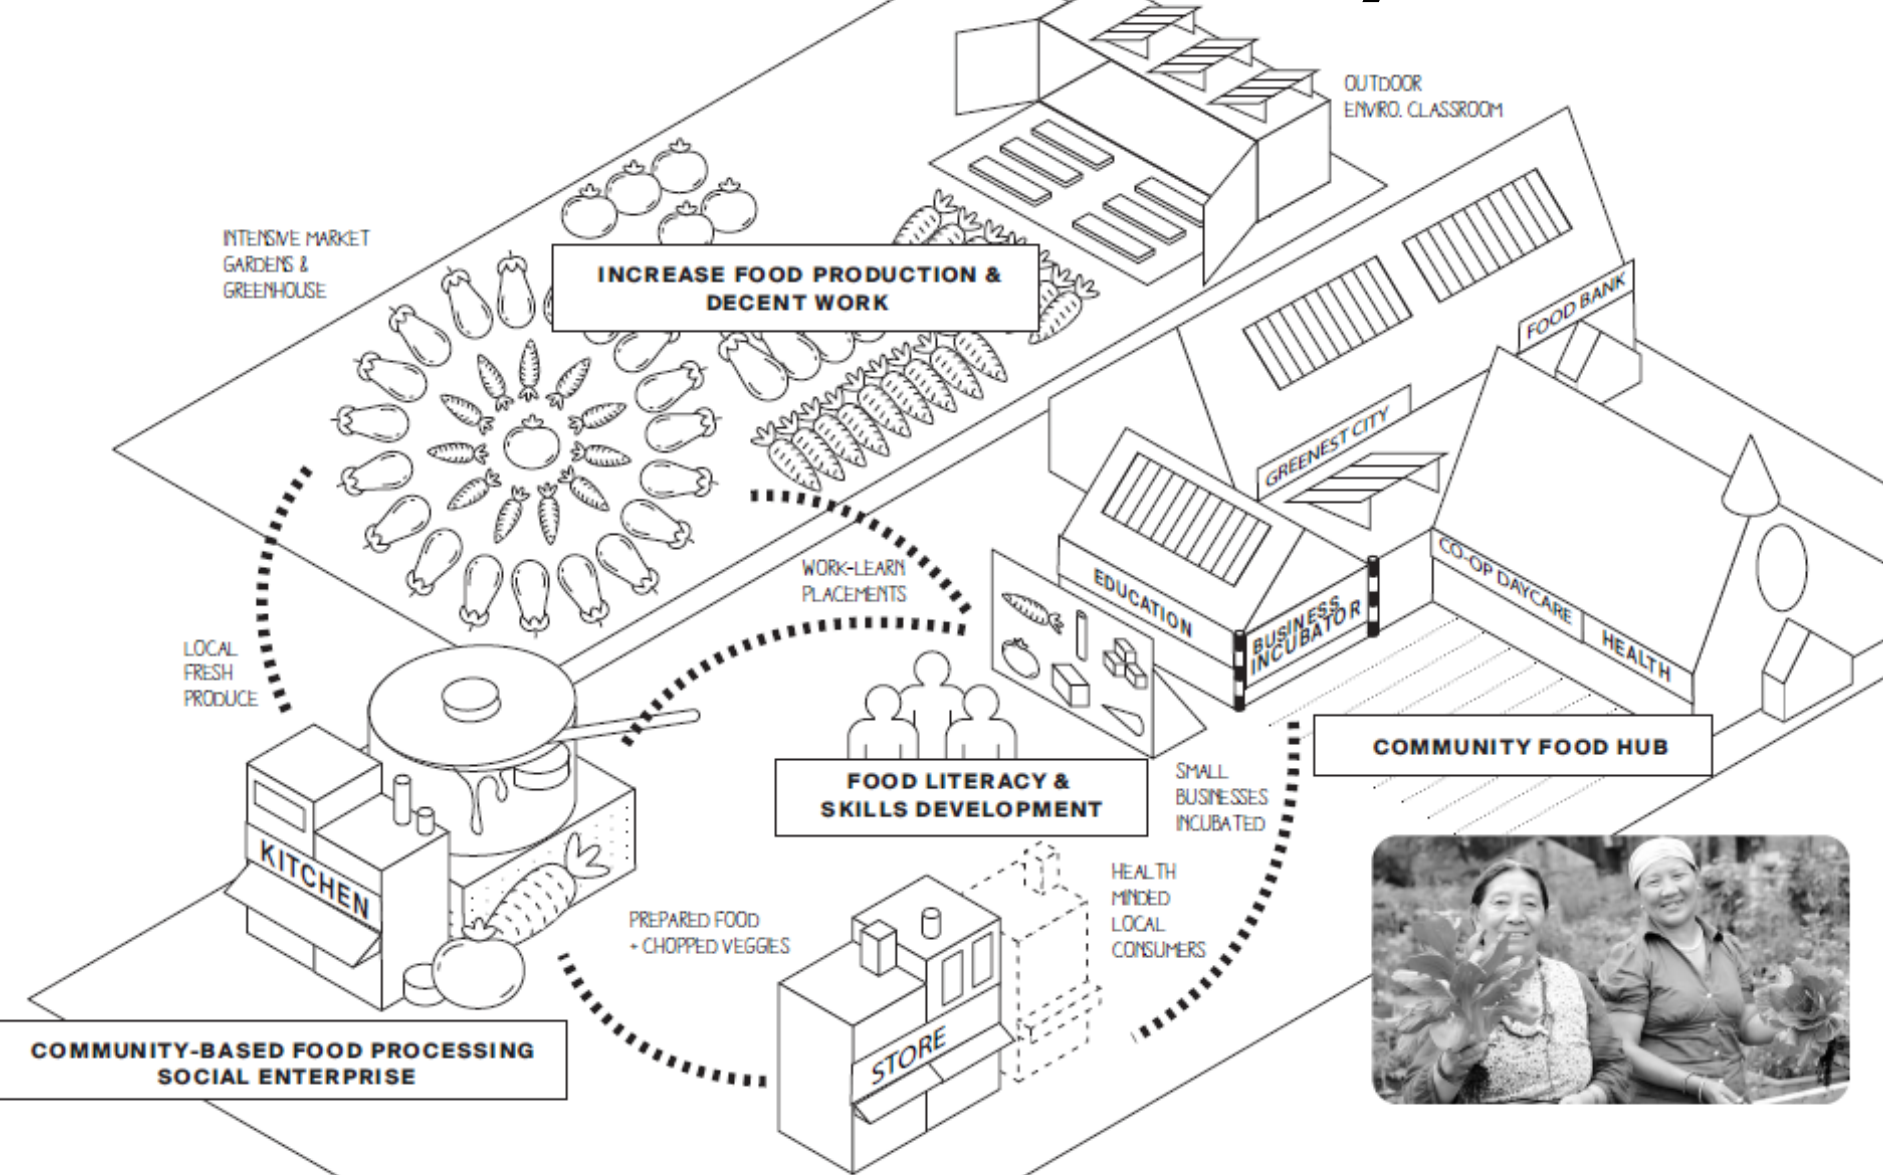 OUTDOOR
ENVIRO. CLASSROOM
INTENSIVE MARKET
GARDENS &
GREENHOUSE
INCREASE FOOD PRODUCTION &
DECENT WORK
FOOD BANK
GREENEST CITY
WORK-LEARN
PLACEMENTS
EDUCATION
BUSINESS
INCUBATOR
CO-OP DAYCARE
HEALTH
LOCAL
FRESH
PRODUCE
COMMUNITY FOOD HUB
FOOD LITERACY &
SKILLS DEVELOPMENT
SMALL
BUSINESSES
INCUBATED
KITCHEN
HEALTH
MINDED
LOCAL
CONSUMERS
PREPARED FOOD
+ CHOPPED VEGGIES
STORE
COMMUNITY-BASED FOOD PROCESSING
SOCIAL ENTERPRISE